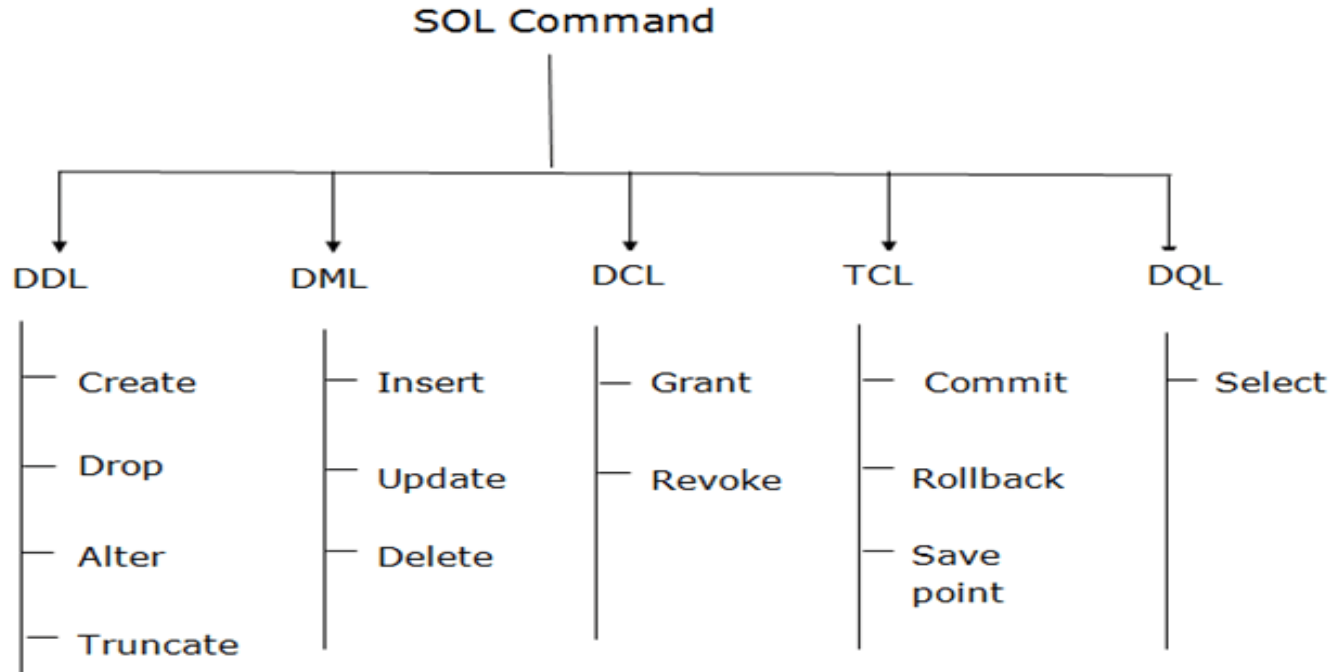 SOL Command
DDL
DML
DCL
TCL
DQL
Create
Drop
Alter
Truncate
Insert
Update
Delete
Grant
Revoke
Commit
Rollback
Save
point
Select